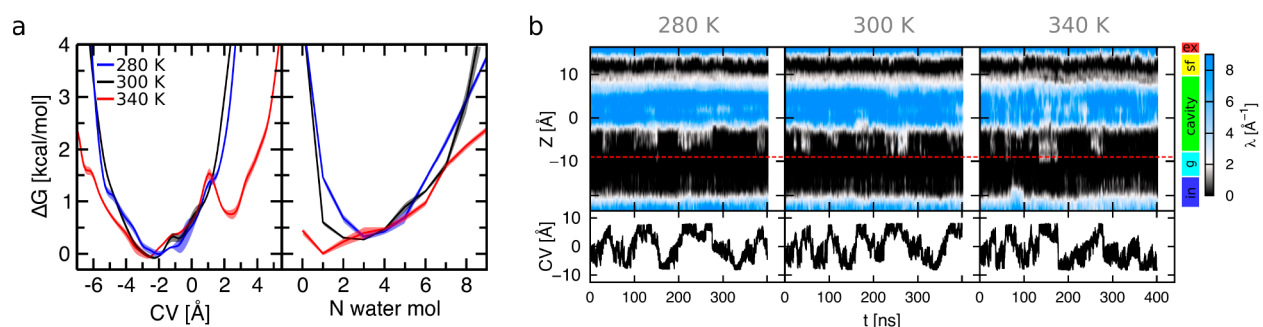 a
4
3
2
1
0
ΔG [kcal/mol]
280 K
300 K
340 K
-6 -4 -2 0 2 4
CV [Å]
0 2 4 6 8
N water mol
b
280 K 300 K 340 K
10
0
-10
Z [Å]
10
0
-10
CV [Å]
0 100 200 300
0 100 200 300
0 100 200 300 400
t [ns]
ex
sf
cavity
g
in
8
6
4
2
0
λ [Å⁻¹]